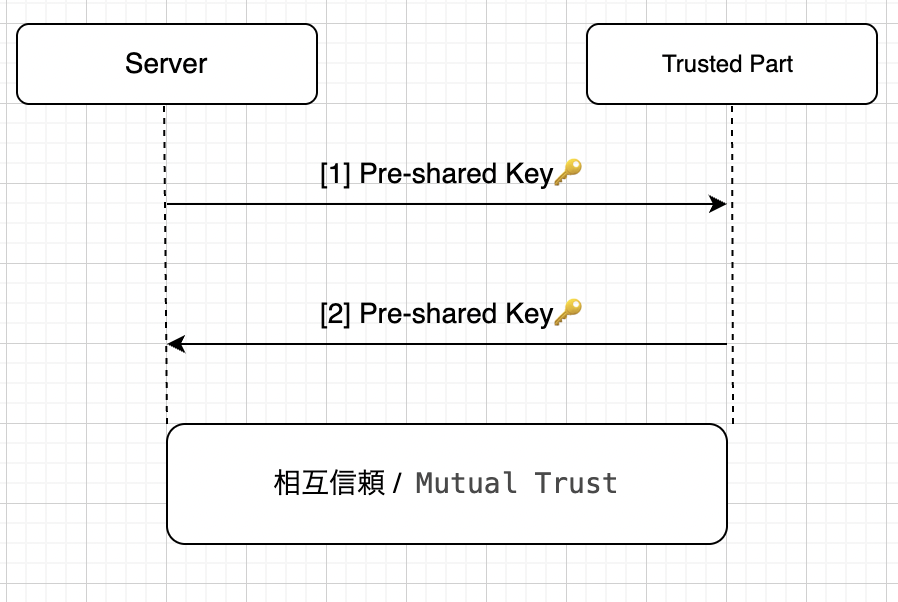 Server
Trusted Part
[1] Pre-shared Key🔑
[2] Pre-shared Key🔑
相互信頼 / Mutual Trust